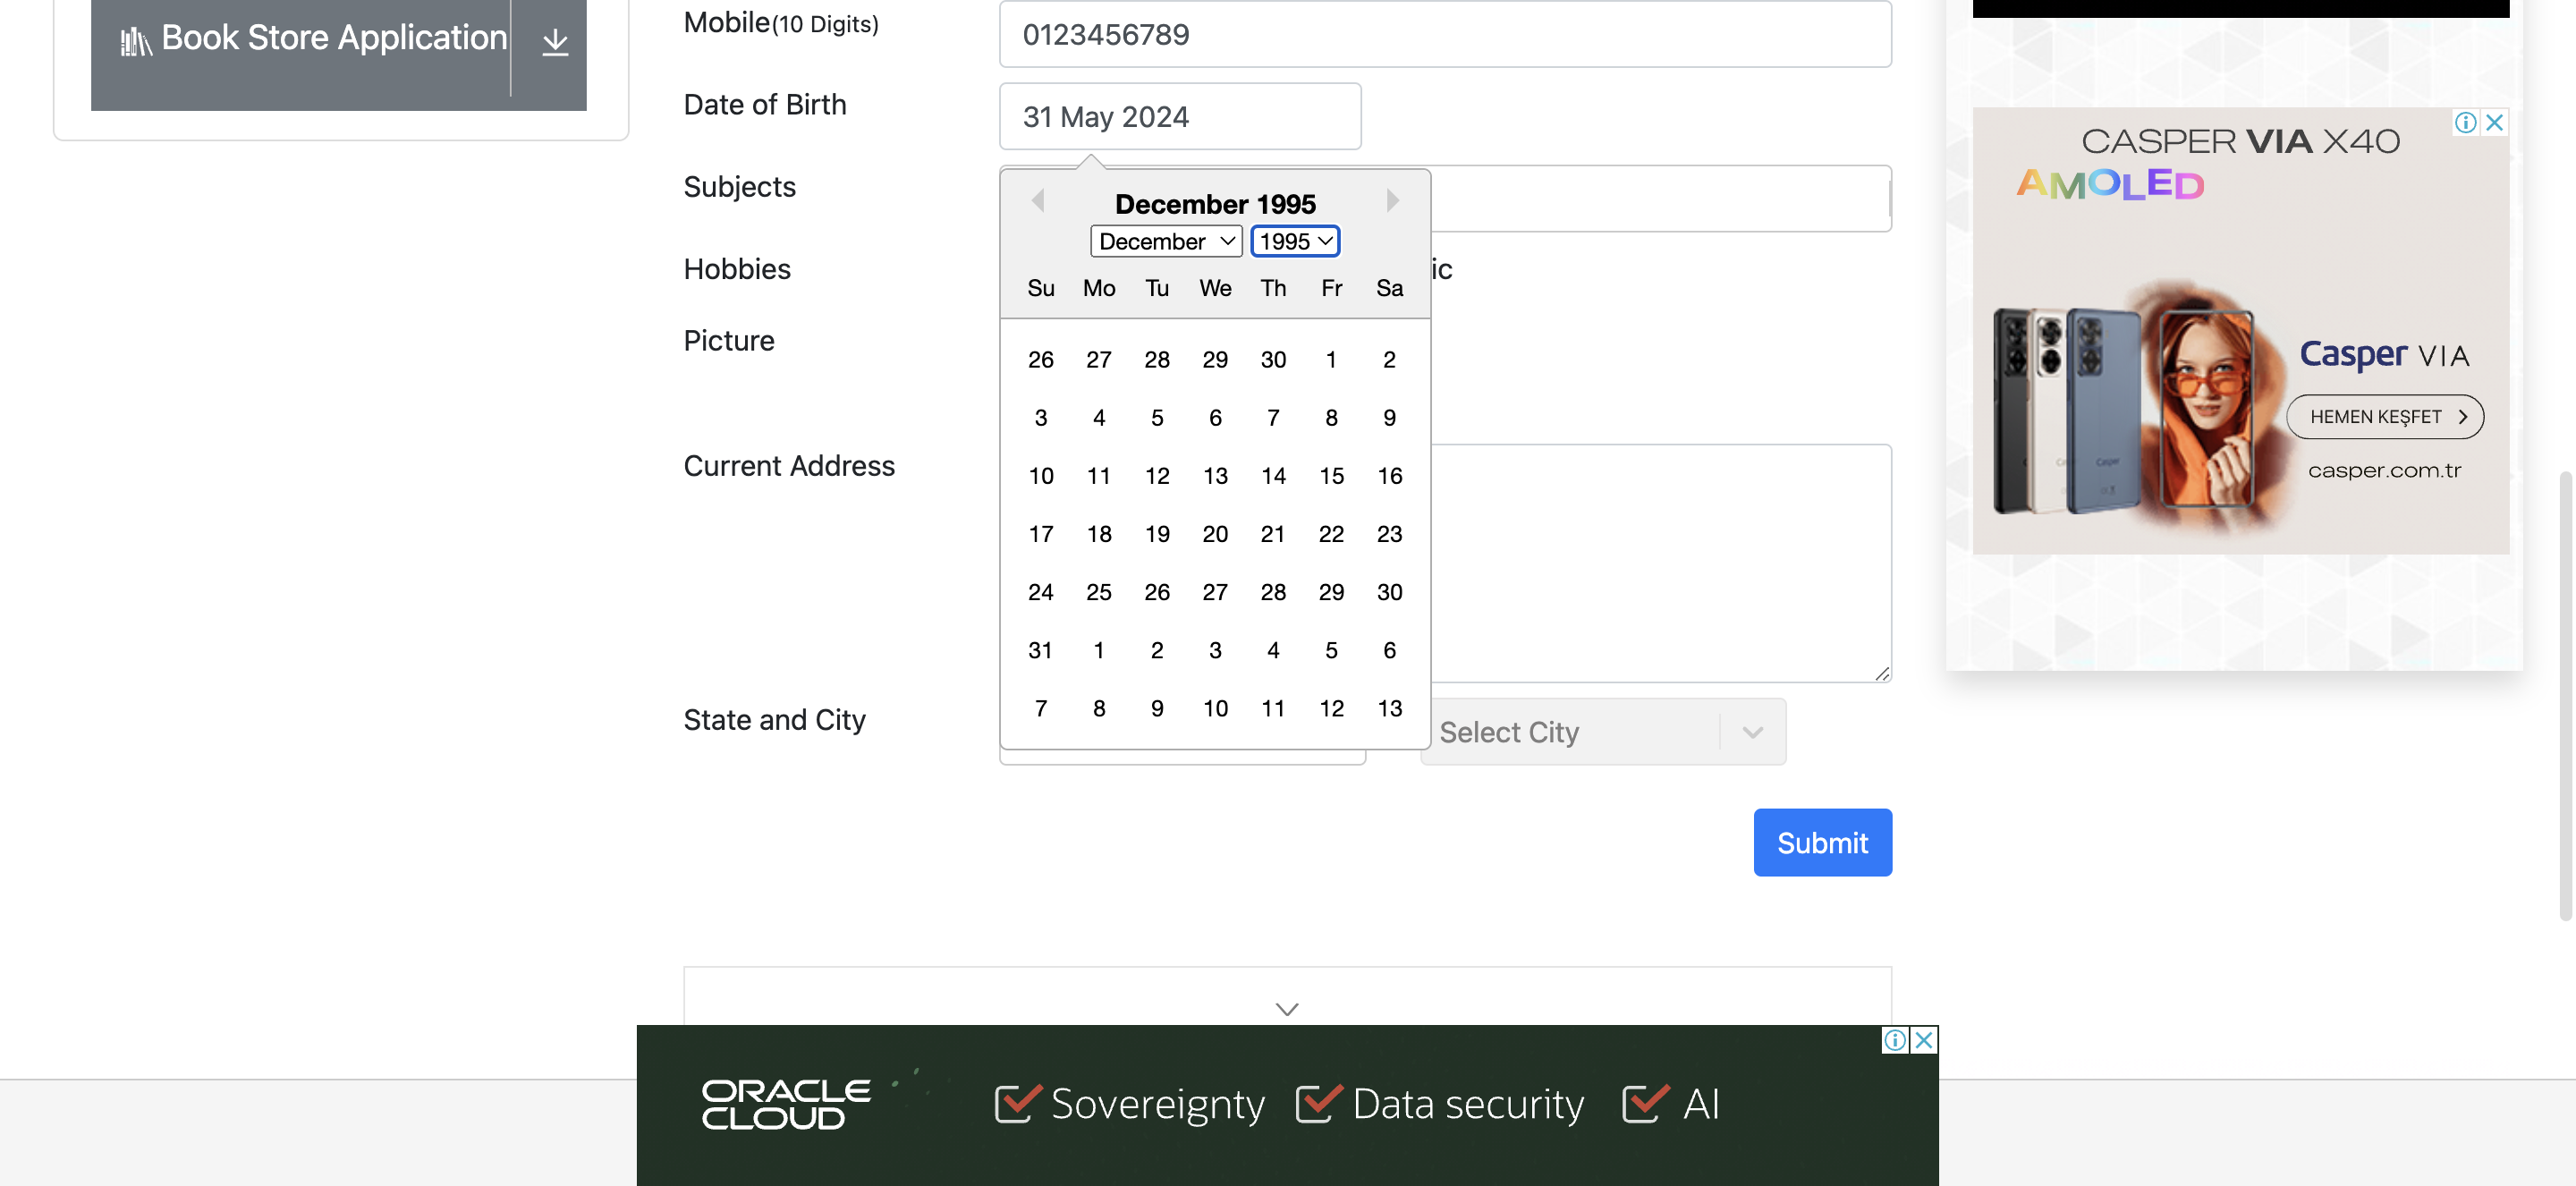 Book Store Application
Mobile(10 Digits)
0123456789
Date of Birth
31 May 2024
Subjects
December 1995
December 1995
Su Mo Tu We Th Fr Sa
Hobbies
ic
26 27 28 29 30 1 2
3 4 5 6 7 8 9
10 11 12 13 14 15 16
17 18 19 20 21 22 23
24 25 26 27 28 29 30
31 1 2 3 4 5 6
7 8 9 10 11 12 13
Picture
Current Address
State and City
Select City
Submit
CASPER VIA X40
AMOLED
Casper VIA
HEMEN KEŞFET
casper.com.tr
Casper
ORACLE
CLOUD
Sovereignty Data security AI